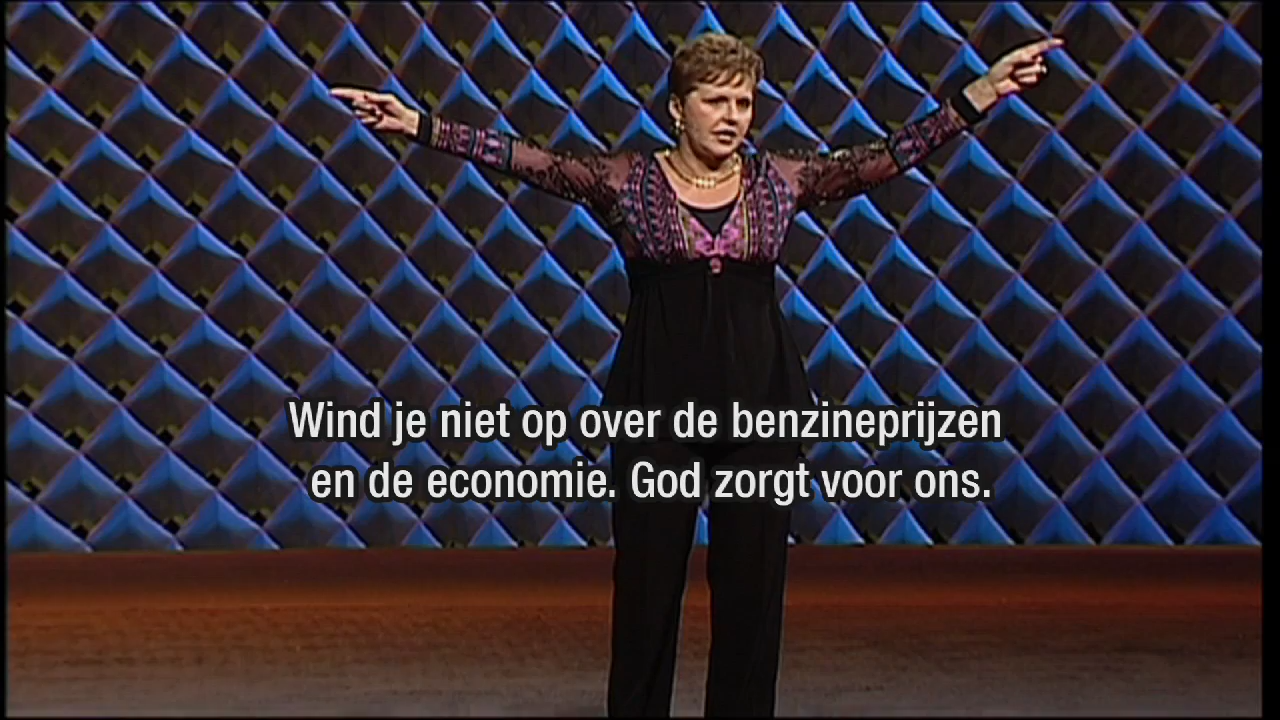 Wind je niet op over de benzineprijzen
en de economie. God zorgt voor ons.